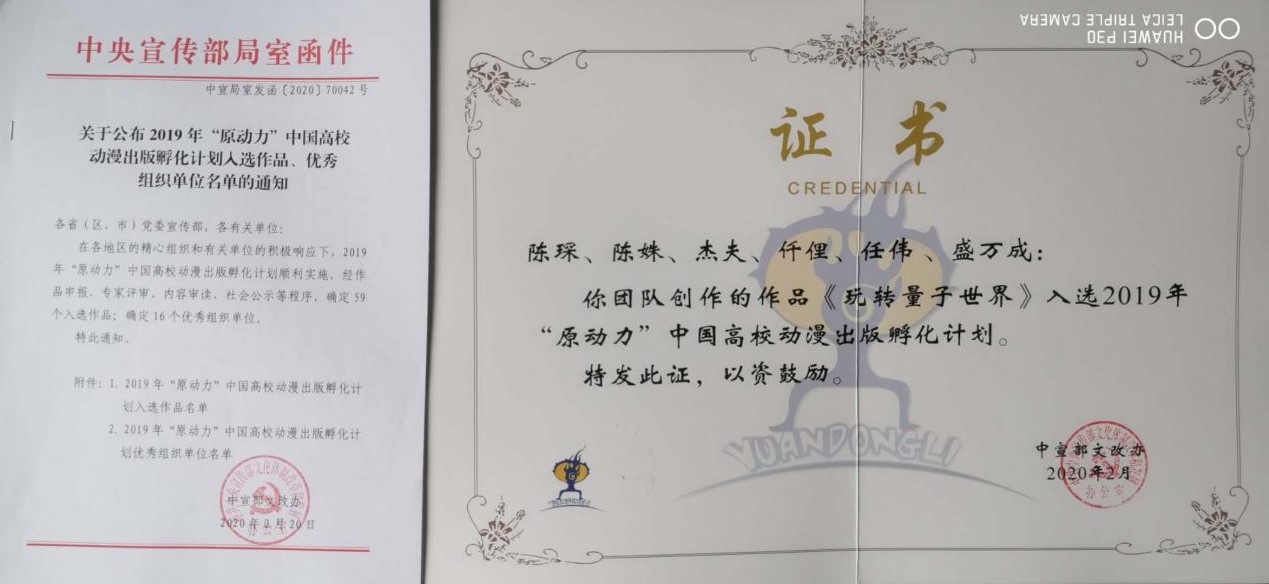 中央宣传部局室函件
中宣局室发函〔2020〕70042号
关于公布2019年“原动力”中国高校
动漫出版孵化计划入选作品、优秀
组织单位名单的通知
各省（区、市）党委宣传部，各有关单位：
在各地区的精心组织和有关单位的积极响应下，2019
年“原动力”中国高校动漫出版孵化计划顺利实施。经作
品申报、专家评审、内容审读、社会公示等程序，确定59
个入选作品；确定16个优秀组织单位。
特此通知。
附件：1. 2019年“原动力”中国高校动漫出版孵化计
划入选作品名单
2. 2019年“原动力”中国高校动漫出版孵化计
划优秀组织单位名单
中宣部文改办
2020年2月20日
办公室
HUAWEI P30
LEICA TRIPLE CAMERA
证书
CREDENTIAL
陈琛、陈姝、杰夫、仟俚、任伟、盛万成：
你团队创作的作品《玩转量子世界》入选2019年
“原动力”中国高校动漫出版孵化计划。
特发此证，以资鼓励。
YUANDONGLI
中宣部文改办
2020年2月
办公室